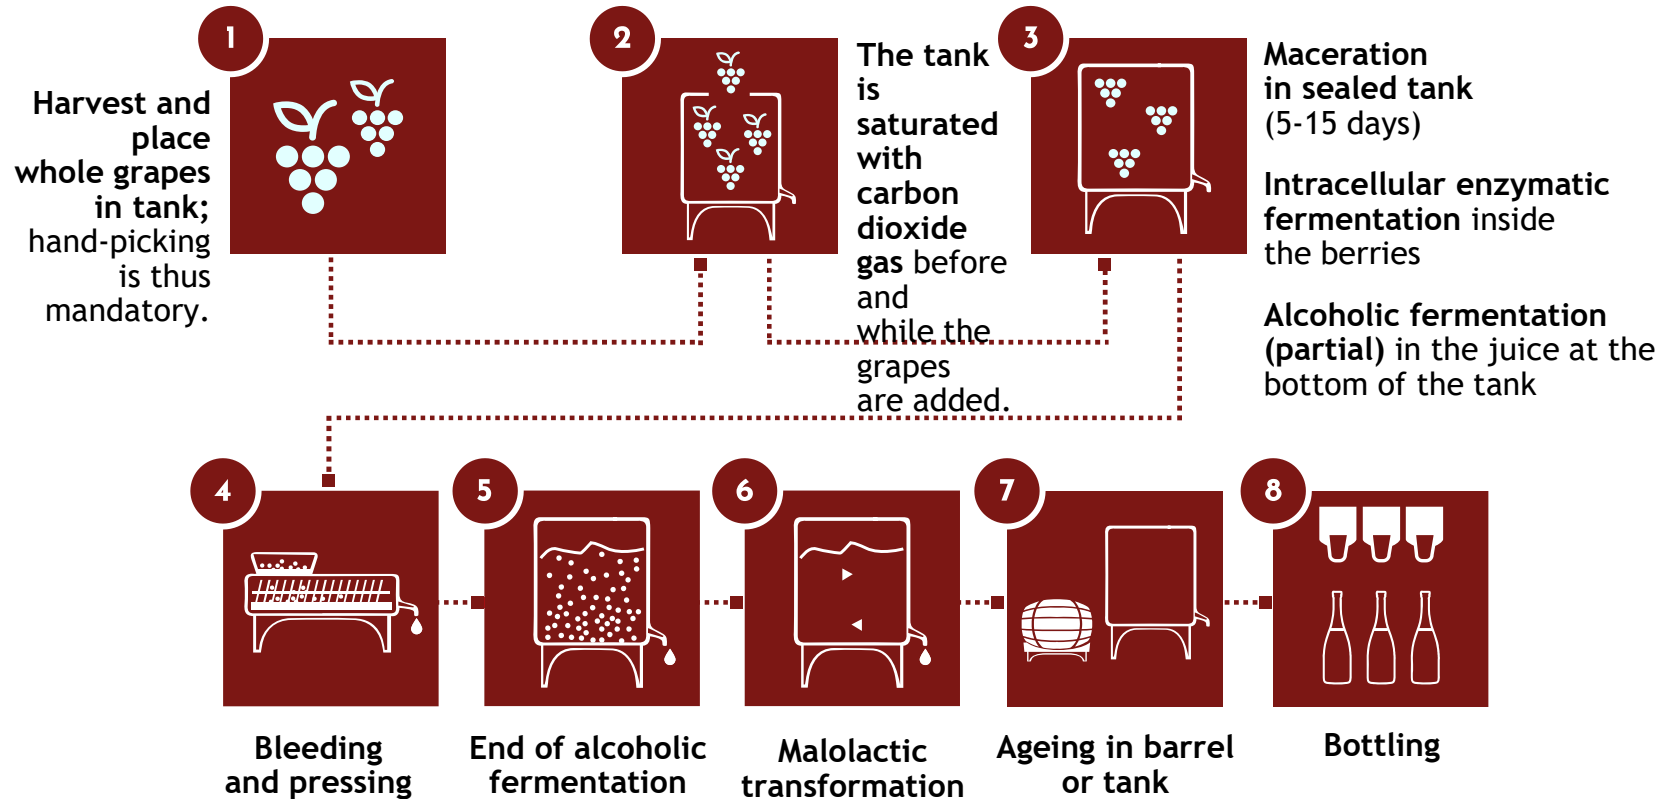 1
Harvest and
place
whole grapes
in tank;
hand-picking
is thus
mandatory.
2
The tank
is
saturated
with
carbon
dioxide
gas before
and
while the
grapes
are added.
3
Maceration
in sealed tank
(5-15 days)
Intracellular enzymatic
fermentation inside
the berries
Alcoholic fermentation
(partial) in the juice at the
bottom of the tank
4
Bleeding
and pressing
5
End of alcoholic
fermentation
6
Malolactic
transformation
7
Ageing in barrel
or tank
8
Bottling